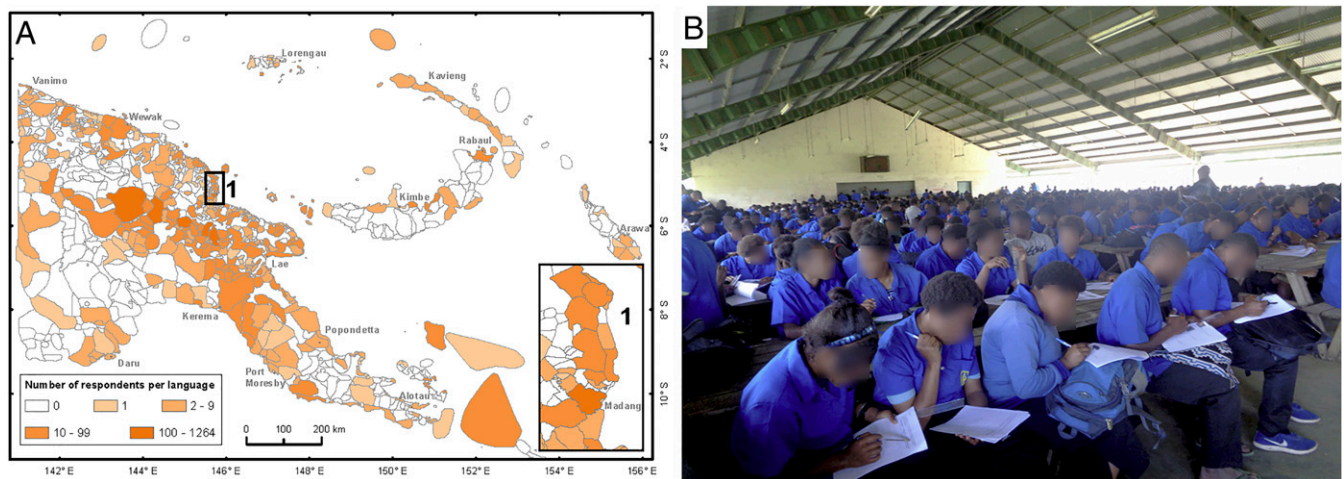 A
Lorengau
2°S
Vanimo
Kavieng
Wewak
4°S
Rabaul
1
Kimbe
6°S
Arawa
Lae
1
Kerema
8°S
Popondetta
Daru
Port
Moresby
Number of respondents per language
0
1
2 - 9
10 - 99
100 - 1264
Alotau
10°S
Madang
0
100
200 km
142°E
144°E
146°E
148°E
150°E
152°E
154°E
156°E
B